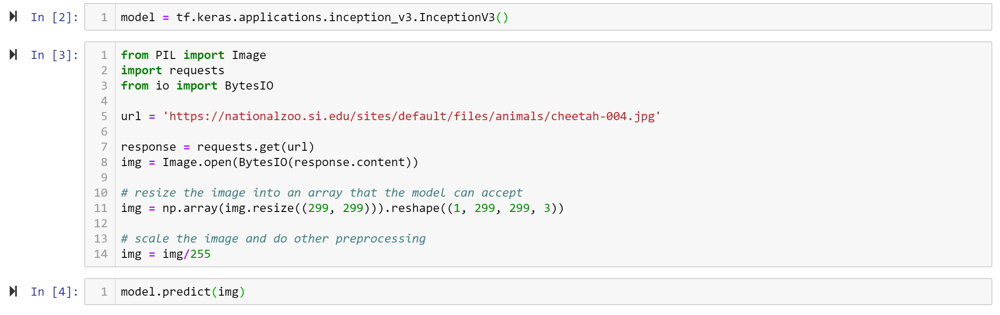 In [2]: 1 model = tf.keras.applications.inception_v3.InceptionV3()
In [3]: 1 from PIL import Image
2 import requests
3 from io import BytesIO
4
5 url = 'https://nationalzoo.si.edu/sites/default/files/animals/cheetah-004.jpg'
6
7 response = requests.get(url)
8 img = Image.open(BytesIO(response.content))
9
10 # resize the image into an array that the model can accept
11 img = np.array(img.resize((299, 299))).reshape((1, 299, 299, 3))
12
13 # scale the image and do other preprocessing
14 img = img/255
In [4]: 1 model.predict(img)